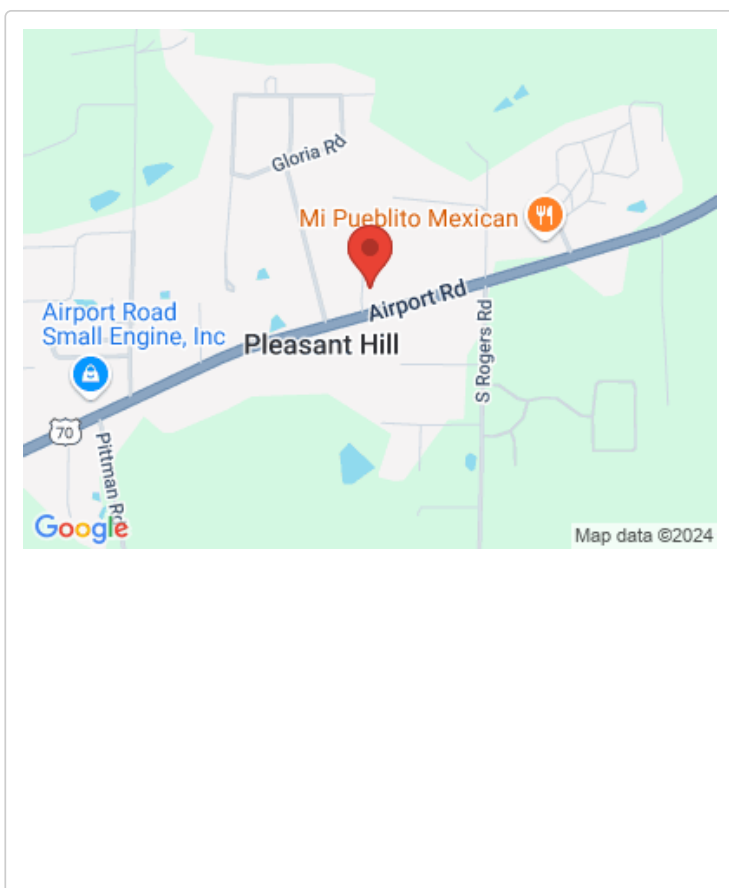 Gloria Rd
Mi Pueblito Mexican
Airport Rd
Airport Road
Small Engine, Inc
Pleasant Hill
S Rogers Rd
70
Pittman Rd
Google
Map data ©2024